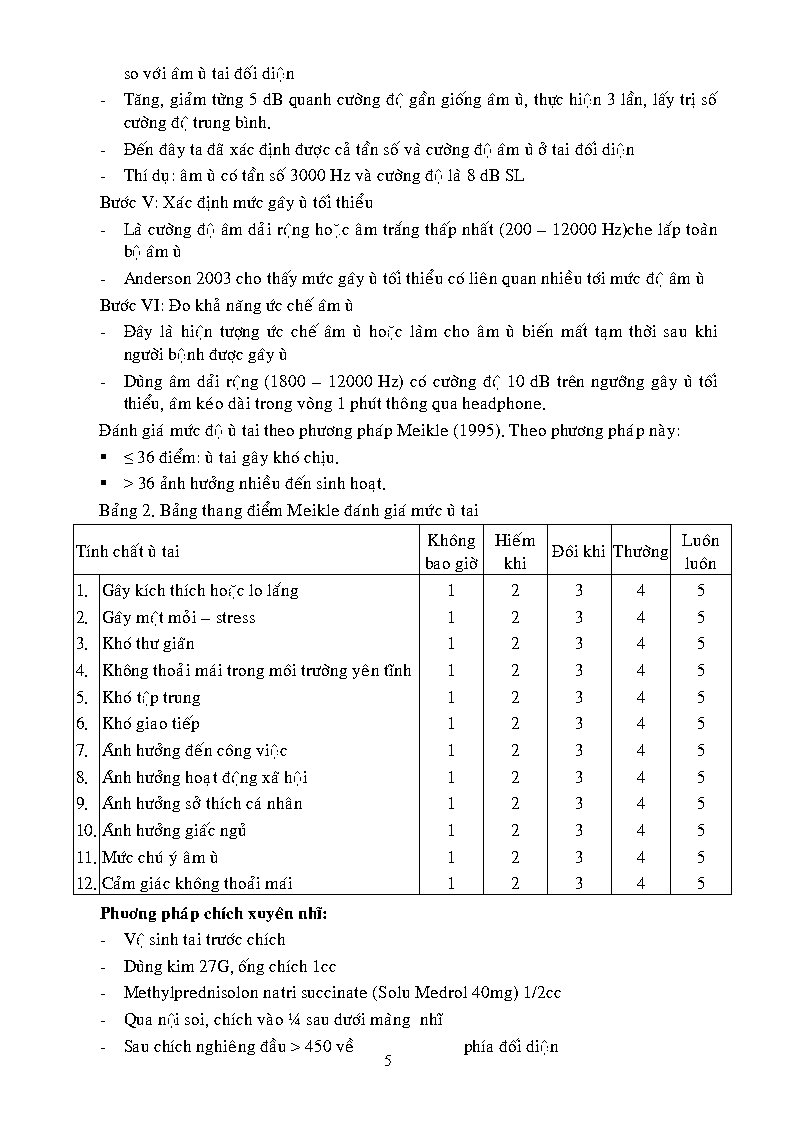 so với âm ù tai đối diện
- Tăng, giảm từng 5 dB quanh cường độ gần giống âm ù, thực hiện 3 lần, lấy trị số
cường độ trung bình.
- Đến đây ta đã xác định được cả tần số và cường độ âm ù ở tai đối diện
- Thí dụ: âm ù có tần số 3000 Hz và cường độ là 8 dB SL
Bước V: Xác định mức gây ù tối thiểu
- Là cường độ âm dải rộng hoặc âm trắng thấp nhất (200 – 12000 Hz)che lấp toàn
bộ âm ù
- Anderson 2003 cho thấy mức gây ù tối thiểu có liên quan nhiều tới mức độ âm ù
Bước VI: Đo khả năng ức chế âm ù
- Đây là hiện tượng ức chế âm ù hoặc làm cho âm ù biến mất tạm thời sau khi
người bệnh được gây ù
- Dùng âm dải rộng (1800 – 12000 Hz) có cường độ 10 dB trên ngưỡng gây ù tối
thiểu, âm kéo dài trong vòng 1 phút thông qua headphone.
Đánh giá mức độ ù tai theo phương pháp Meikle (1995). Theo phương pháp này:
▪ ≤ 36 điểm: ù tai gây khó chịu.
▪ > 36 ảnh hưởng nhiều đến sinh hoạt.
Bảng 2. Bảng thang điểm Meikle đánh giá mức ù tai
Tính chất ù tai Không bao giờ Hiếm khi Đôi khi Thường Luôn luôn
1. Gây kích thích hoặc lo lắng 1 2 3 4 5
2. Gây mệt mỏi – stress 1 2 3 4 5
3. Khó thư giãn 1 2 3 4 5
4. Không thoải mái trong môi trường yên tĩnh 1 2 3 4 5
5. Khó tập trung 1 2 3 4 5
6. Khó giao tiếp 1 2 3 4 5
7. Ảnh hưởng đến công việc 1 2 3 4 5
8. Ảnh hưởng hoạt động xã hội 1 2 3 4 5
9. Ảnh hưởng sở thích cá nhân 1 2 3 4 5
10. Ảnh hưởng giấc ngủ 1 2 3 4 5
11. Mức chú ý âm ù 1 2 3 4 5
12. Cảm giác không thoải mái 1 2 3 4 5
Phương pháp chích xuyên nhĩ:
- Vệ sinh tai trước chích
- Dùng kim 27G, ống chích 1cc
- Methylprednisolon natri succinate (Solu Medrol 40mg) 1/2cc
- Qua nội soi, chích vào ¼ sau dưới màng nhĩ
- Sau chích nghiêng đầu > 450 về phía đối diện
5